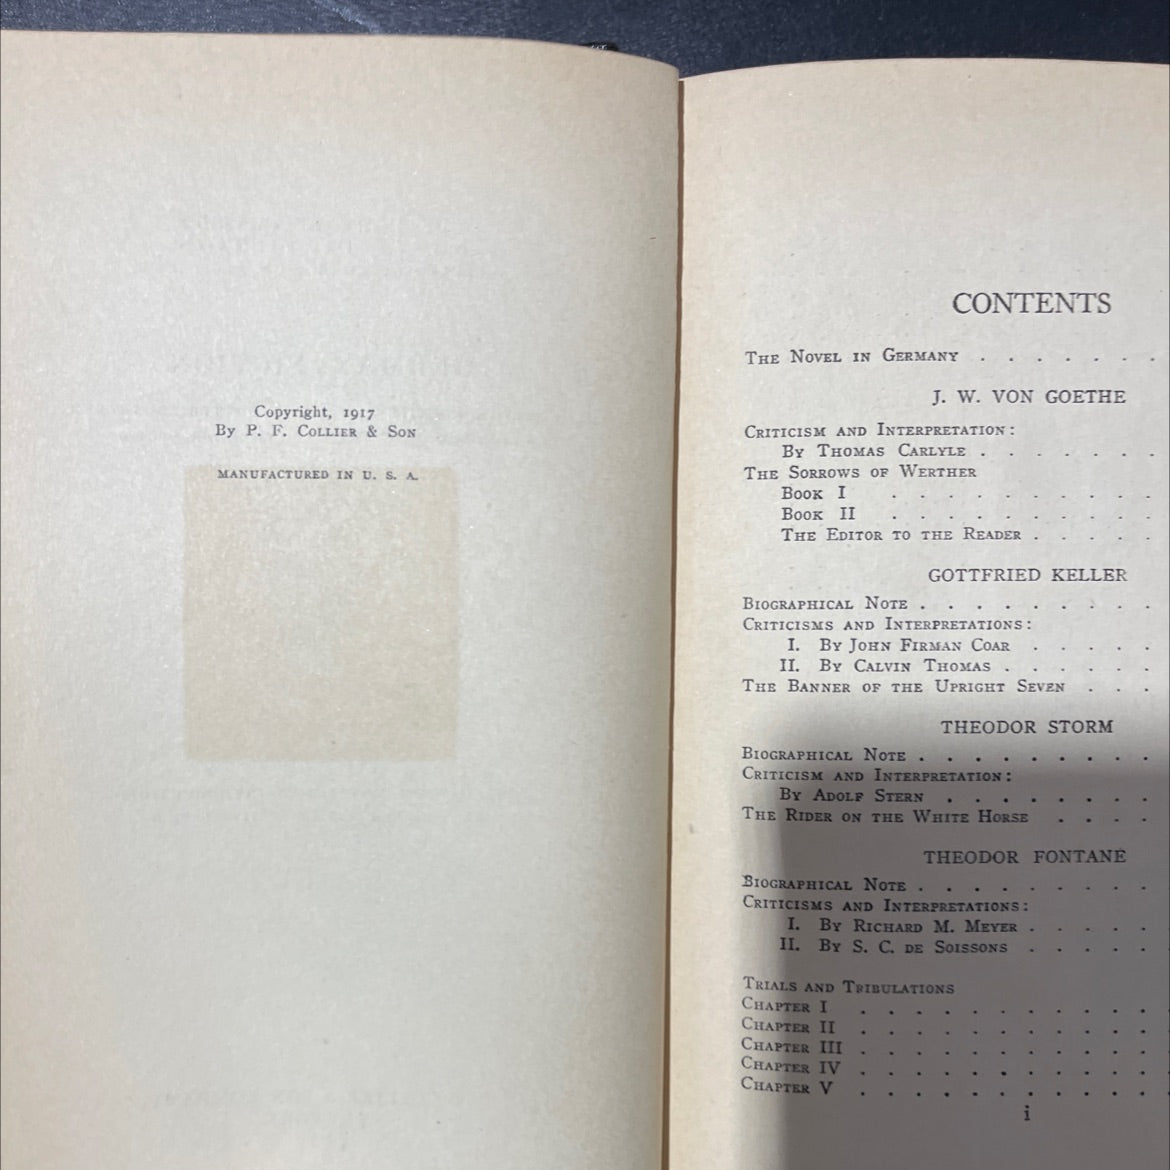 Copyright, 1917
By P. F. Collier & Son
MANUFACTURED IN U. S. A.
CONTENTS
The Novel in Germany . . . . . . .
J. W. VON GOETHE
Criticism and Interpretation:
By Thomas Carlyle . . . . . . .
The Sorrows of Werther
Book I . . . . . . . . . .
Book II . . . . . . . . . .
The Editor to the Reader . . . . .
GOTTFRIED KELLER
Biographical Note . . . . . . . . .
Criticisms and Interpretations:
I. By John Firman Coar . . . . .
II. By Calvin Thomas . . . . . .
The Banner of the Upright Seven . . .
THEODOR STORM
Biographical Note . . . . . . . . .
Criticism and Interpretation:
By Adolf Stern . . . . . . . .
The Rider on the White Horse . . . .
THEODOR FONTANE
Biographical Note . . . . . . . . .
Criticisms and Interpretations:
I. By Richard M. Meyer . . . . .
II. By S. C. de Soissons . . . . .
Trials and Tribulations
Chapter I . . . . . . . . . . .
Chapter II . . . . . . . . . . .
Chapter III . . . . . . . . . . .
Chapter IV . . . . . . . . . . .
Chapter V . . . . . . . . . . .
i